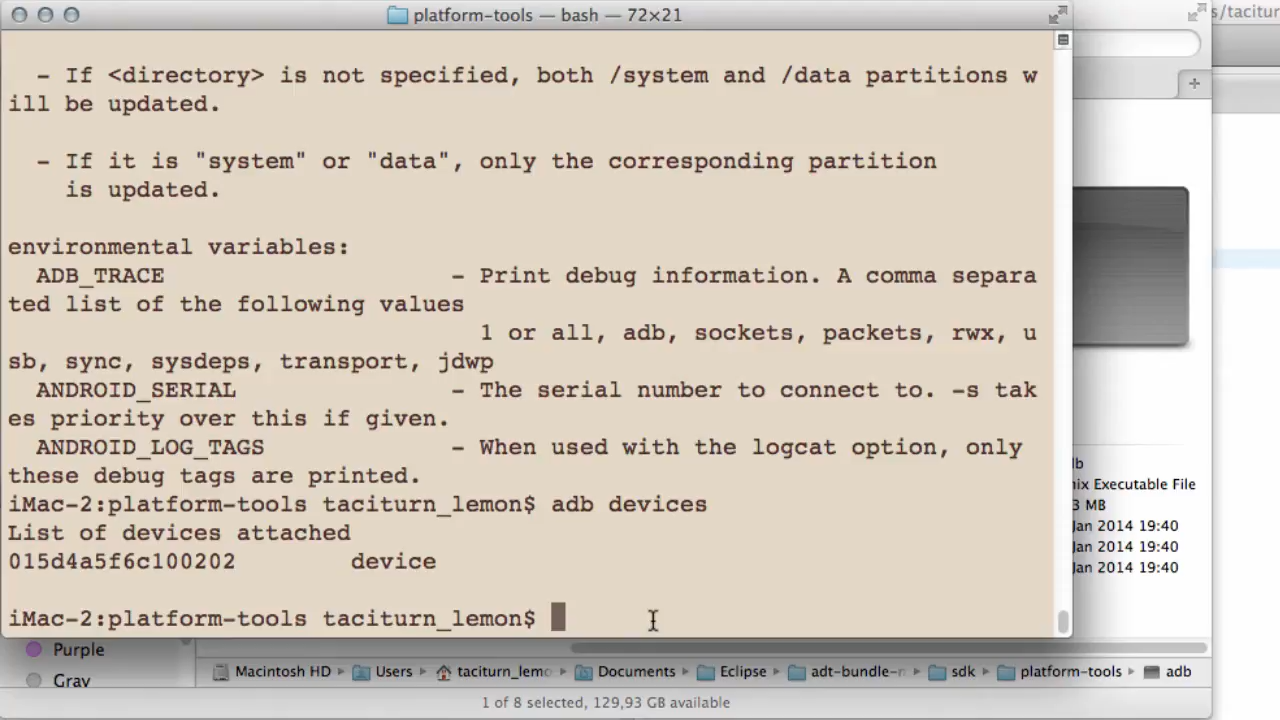 platform-tools — bash — 72×21
s/tacitur
- If <directory> is not specified, both /system and /data partitions w
ill be updated.
- If it is "system" or "data", only the corresponding partition
is updated.
environmental variables:
ADB_TRACE - Print debug information. A comma separa
ted list of the following values
1 or all, adb, sockets, packets, rwx, u
sb, sync, sysdeps, transport, jdwp
ANDROID_SERIAL - The serial number to connect to. -s tak
es priority over this if given.
ANDROID_LOG_TAGS - When used with the logcat option, only
these debug tags are printed.
iMac-2:platform-tools taciturn_lemon$ adb devices
List of devices attached
015d4a5f6c100202 device
iMac-2:platform-tools taciturn_lemon$
lb
nix Executable File
3 MB
Jan 2014 19:40
Jan 2014 19:40
Jan 2014 19:40
Purple
Gray
Macintosh HD ▸ Users ▸ taciturn_lemo ▸ Documents ▸ Eclipse ▸ adt-bundle-m ▸ sdk ▸ platform-tools ▸ adb
1 of 8 selected, 129,93 GB available